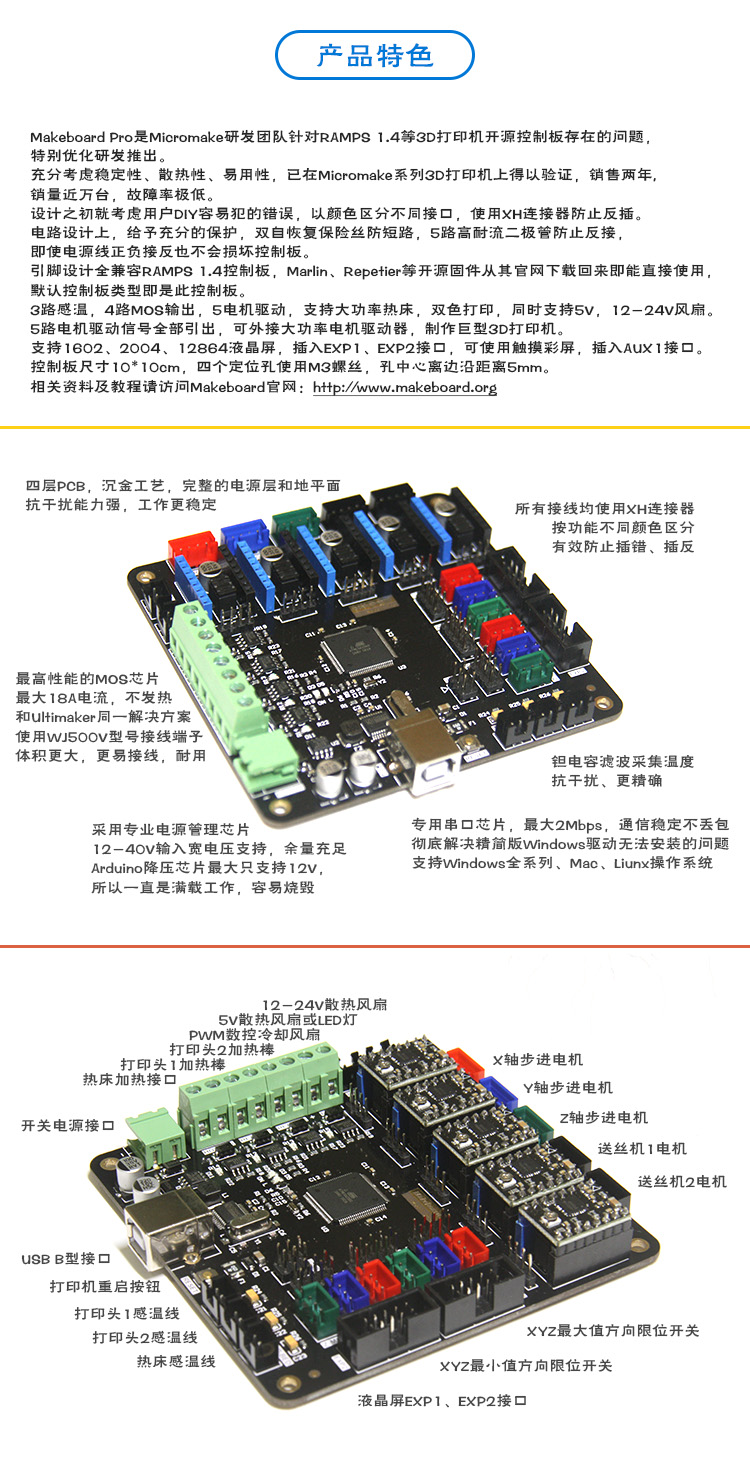 产品特色
Makeboard Pro是Micromake研发团队针对RAMPS 1.4等3D打印机开源控制板存在的问题，
特别优化研发推出。
充分考虑稳定性、散热性、易用性，已在Micromake系列3D打印机上得以验证，销售两年，
销量近万台，故障率极低。
设计之初就考虑用户DIY容易犯的错误，以颜色区分不同接口，使用XH连接器防止反插。
电路设计上，给予充分的保护，双自恢复保险丝防短路，5路高耐流二极管防止反接，
即使电源线正负接反也不会损坏控制板。
引脚设计全兼容RAMPS 1.4控制板，Marlin、Repetier等开源固件从其官网下载回来即能直接使用，
默认控制板类型即是此控制板。
3路感温，4路MOS输出，5电机驱动，支持大功率热床，双色打印，同时支持5V，12-24V风扇。
5路电机驱动信号全部引出，可外接大功率电机驱动器，制作巨型3D打印机。
支持1602、2004、12864液晶屏，插入EXP1、EXP2接口，可使用触摸彩屏，插入AUX1接口。
控制板尺寸10*10cm，四个定位孔使用M3螺丝，孔中心离边沿距离5mm。
相关资料及教程请访问Makeboard官网：http://www.makeboard.org
四层PCB，沉金工艺，完整的电源层和地平面
抗干扰能力强，工作更稳定
所有接线均使用XH连接器
按功能不同颜色区分
有效防止插错、插反
最高性能的MOS芯片
最大18A电流，不发热
和Ultimaker同一解决方案
使用WJ500V型号接线端子
体积更大，更易接线，耐用
钽电容滤波采集温度
抗干扰、更精确
采用专业电源管理芯片
12-40V输入宽电压支持，余量充足
Arduino降压芯片最大只支持12V，
所以一直是满载工作，容易烧毁
专用串口芯片，最大2Mbps，通信稳定不丢包
彻底解决精简版Windows驱动无法安装的问题
支持Windows全系列、Mac、Liunx操作系统
12-24V散热风扇
5V散热风扇或LED灯
PWM数控冷却风扇
打印头2加热棒
打印头1加热棒
热床加热接口
开关电源接口
X轴步进电机
Y轴步进电机
Z轴步进电机
送丝机1电机
送丝机2电机
USB B型接口
打印机重启按钮
打印头1感温线
打印头2感温线
热床感温线
XYZ最大值方向限位开关
XYZ最小值方向限位开关
液晶屏EXP1、EXP2接口